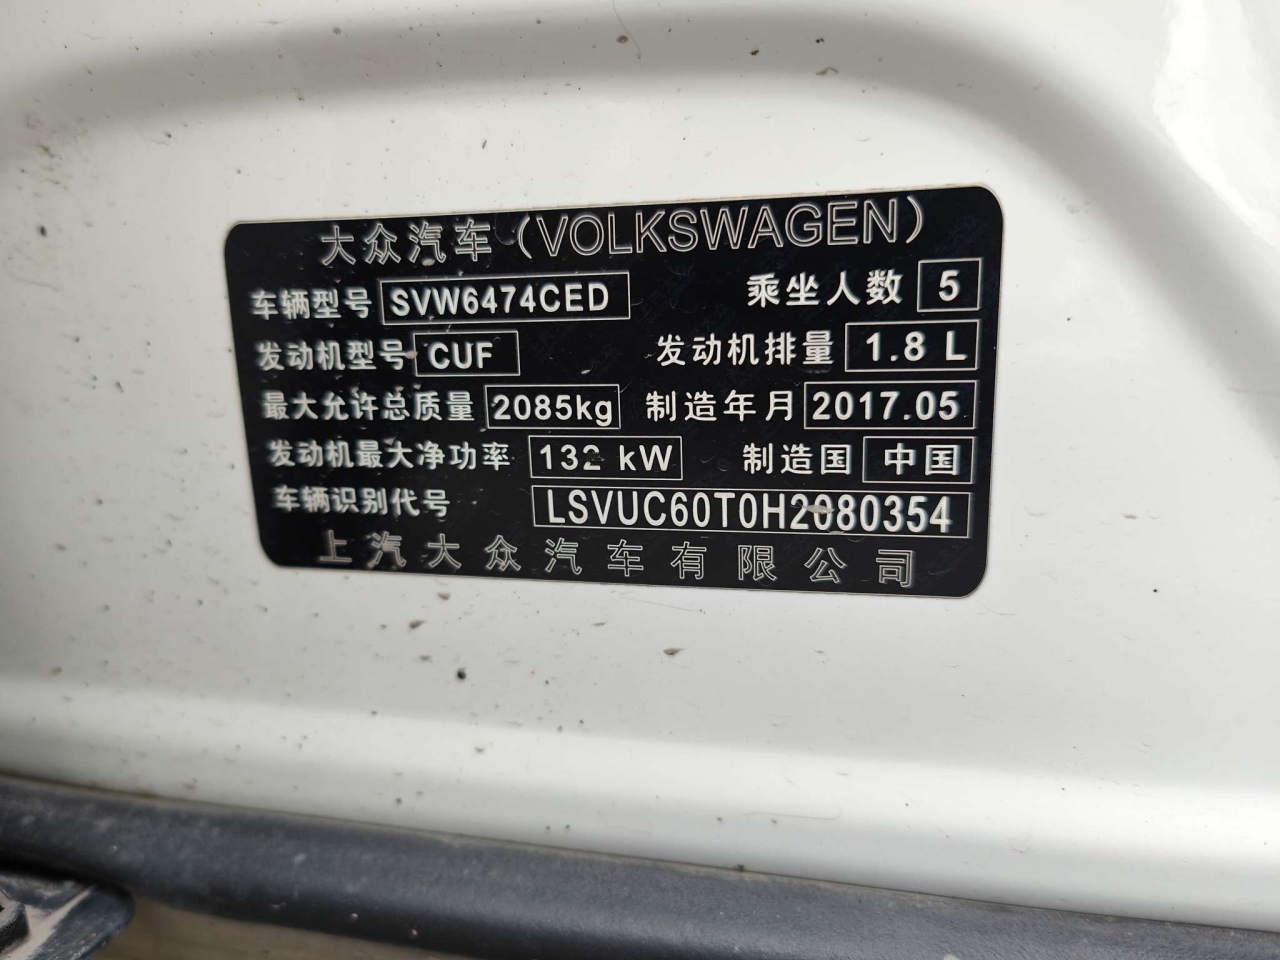 大众汽车（VOLKSWAGEN）
车辆型号 SVW6474CED 乘坐人数 5
发动机型号 CUF 发动机排量 1.8 L
最大允许总质量 2085kg 制造年月 2017.05
发动机最大净功率 132 kW 制造国 中国
车辆识别代号 LSVUC60T0H2080354
上汽大众汽车有限公司